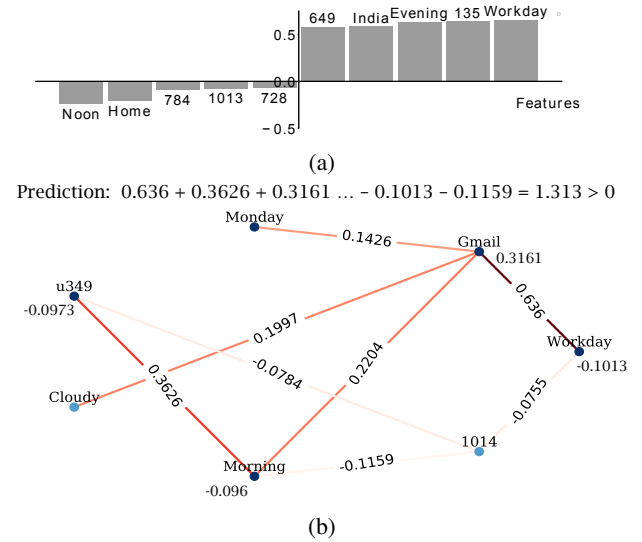 649 India Evening 135 Workday
0.5
0.0
Noon Home 784 1013 728
Features
−0.5
(a)
Prediction: 0.636 + 0.3626 + 0.3161 … – 0.1013 – 0.1159 = 1.313 > 0
Monday
0.1426
Gmail
0.3161
u349
-0.0973
0.636
0.1997
Workday
-0.1013
0.2204
-0.0784
0.3626
Cloudy
-0.0755
1014
Morning
-0.1159
-0.096
(b)